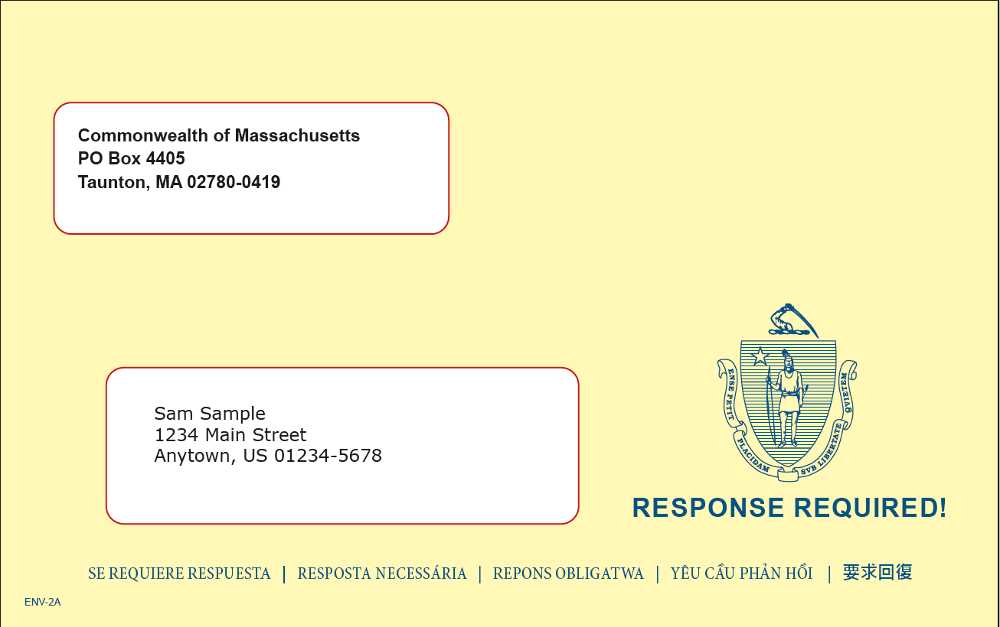 Commonwealth of Massachusetts
PO Box 4405
Taunton, MA 02780-0419
Sam Sample
1234 Main Street
Anytown, US 01234-5678
ENSE PETIT
PLACIDAM
SVB LIBERTATE
QVIETEM
RESPONSE REQUIRED!
SE REQUIERE RESPUESTA | RESPOSTA NECESSÁRIA | REPONS OBLIGATWA | YÊU CẦU PHẢN HỒI | 要求回復
ENV-2A